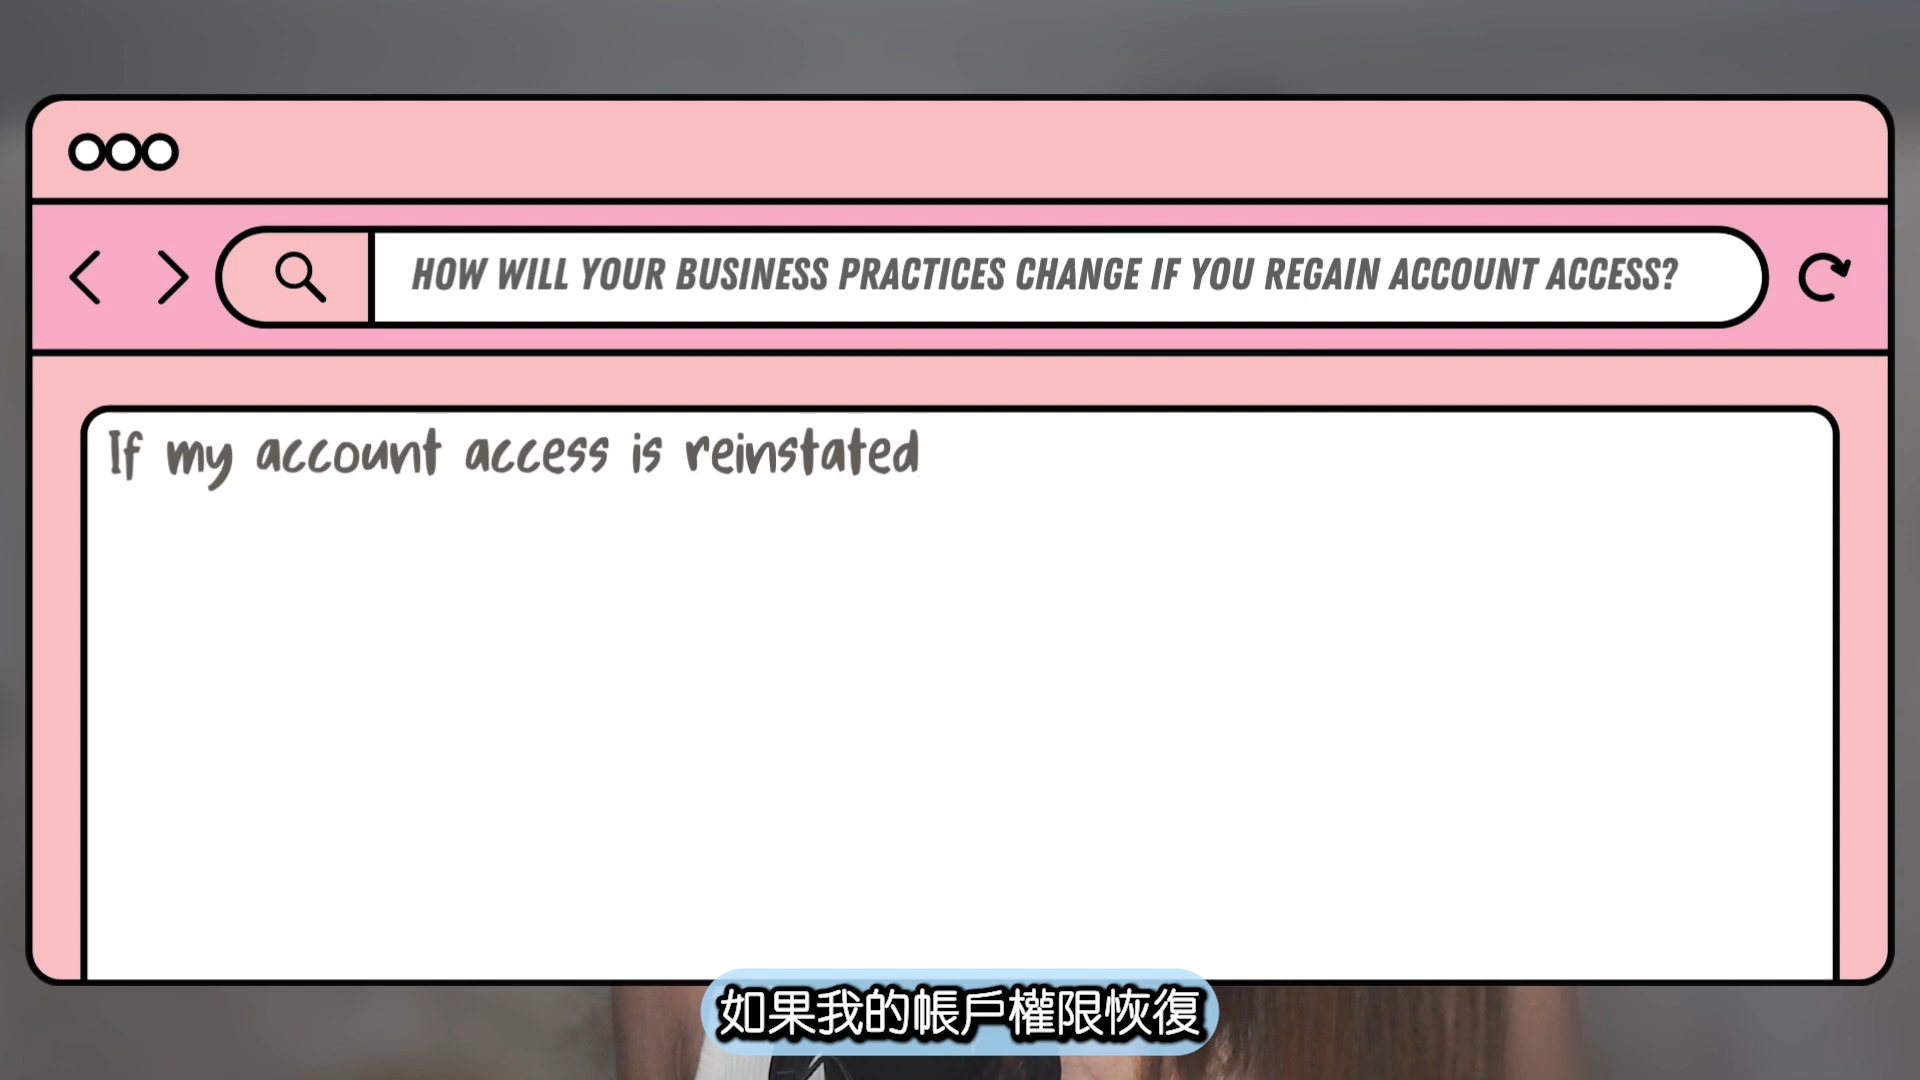 HOW WILL YOUR BUSINESS PRACTICES CHANGE IF YOU REGAIN ACCOUNT ACCESS?
If my account access is reinstated
如果我的帳戶權限恢復